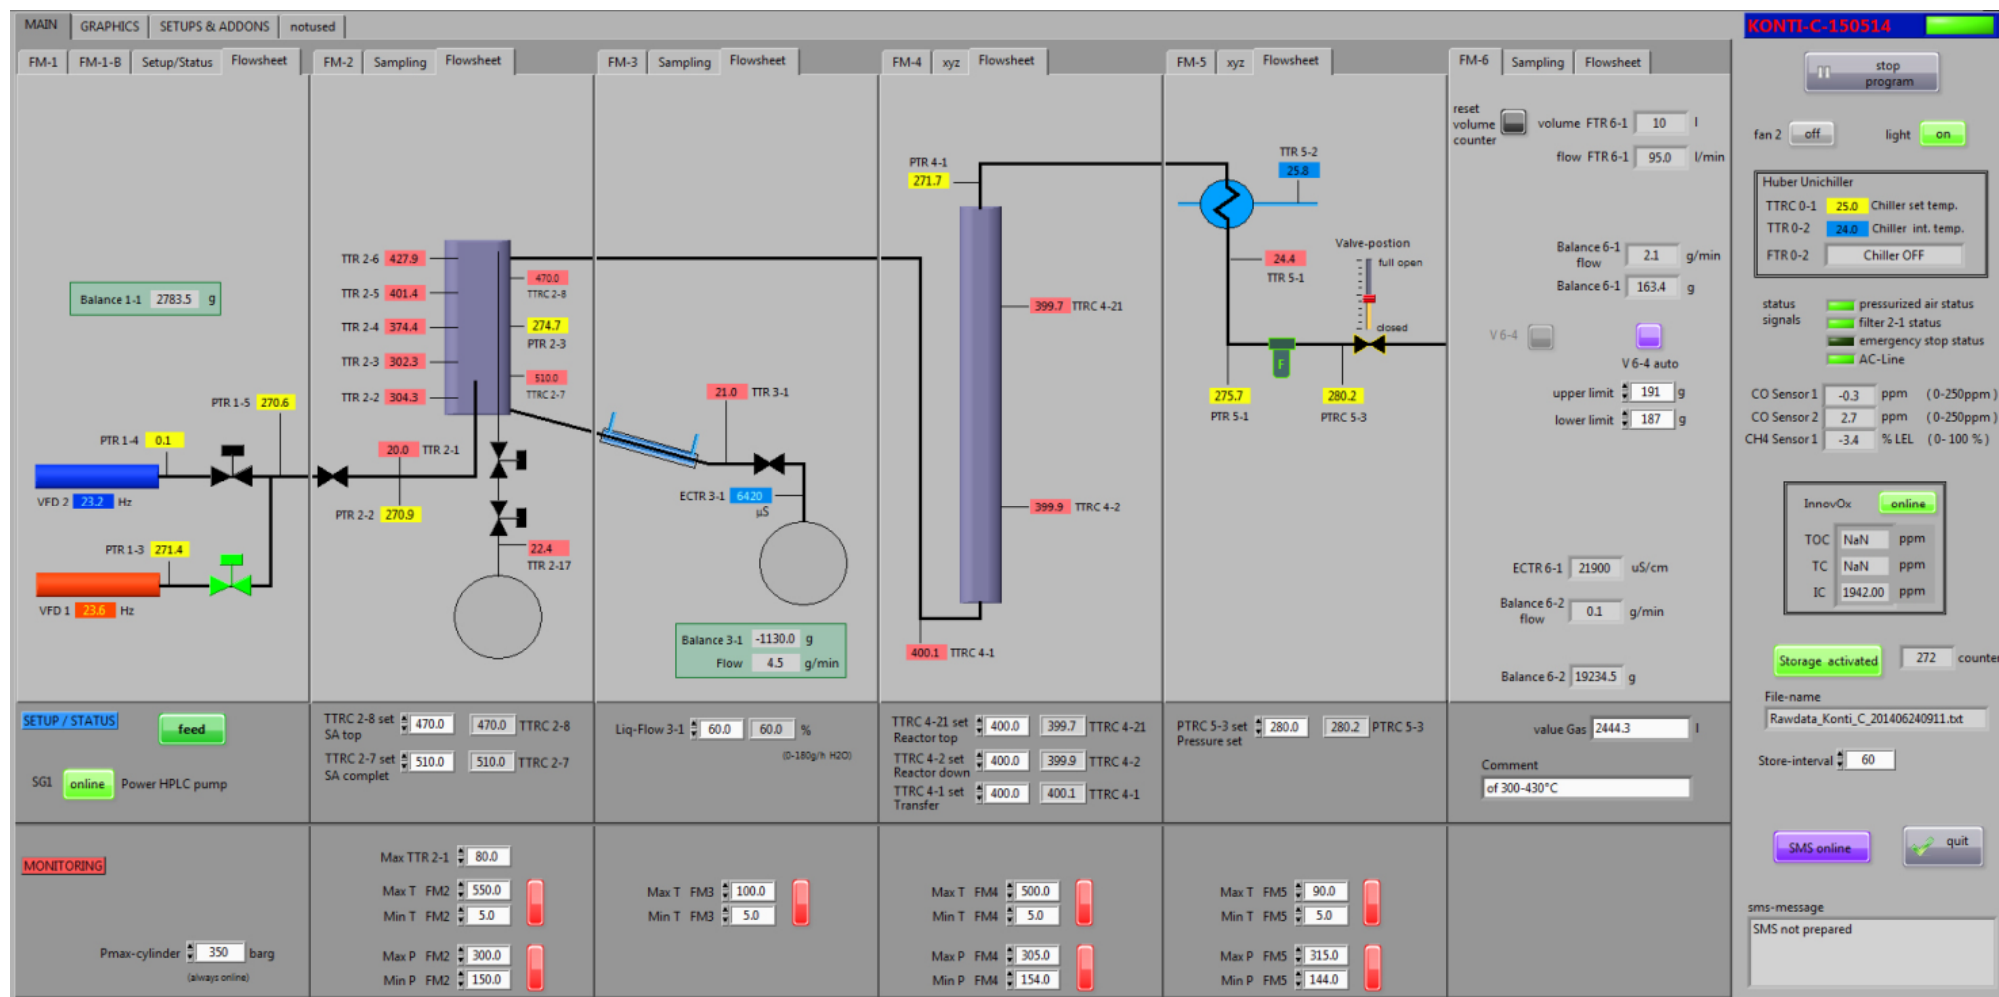 MAIN GRAPHICS SETUPS & ADDONS notused
KONTI-C-150514
FM-1 FM-1-B Setup/Status Flowsheet
FM-2 Sampling Flowsheet
FM-3 Sampling Flowsheet
FM-4 xyz Flowsheet
FM-5 xyz Flowsheet
FM-6 Sampling Flowsheet
Balance 1-1 2783.5 g
PTR 1-5 270.6
PTR 1-4 0.1
VFD 2 23.2 Hz
PTR 1-3 271.4
VFD 1 23.6 Hz
TTR 2-6 427.9
TTR 2-5 401.4
TTR 2-4 374.4
TTR 2-3 302.3
TTR 2-2 304.3
470.0
TTRC 2-8
274.7
PTR 2-3
510.0
TTRC 2-7
20.0 TTR 2-1
PTR 2-2 270.9
22.4
TTR 2-17
21.0 TTR 3-1
ECTR 3-1 6420
µS
Balance 3-1 -1130.0 g
Flow 4.5 g/min
PTR 4-1
271.7
399.7 TTRC 4-21
399.9 TTRC 4-2
400.1 TTRC 4-1
TTR 5-2
25.8
24.4
TTR 5-1
Valve-postion
full open
closed
F
275.7
PTR 5-1
280.2
PTRC 5-3
reset
volume
counter
volume FTR 6-1 10 l
flow FTR 6-1 95.0 l/min
Balance 6-1
flow 2.1 g/min
Balance 6-1 163.4 g
V 6-4
V 6-4 auto
upper limit 191 g
lower limit 187 g
ECTR 6-1 21900 uS/cm
Balance 6-2
flow 0.1 g/min
Balance 6-2 19234.5 g
stop
program
fan 2 off light on
Huber Unichiller
TTRC 0-1 25.0 Chiller set temp.
TTR 0-2 24.0 Chiller int. temp.
FTR 0-2 Chiller OFF
status
signals
pressurized air status
filter 2-1 status
emergency stop status
AC-Line
CO Sensor 1 -0.3 ppm (0-250ppm)
CO Sensor 2 2.7 ppm (0-250ppm)
CH4 Sensor 1 -3.4 % LEL (0- 100 %)
InnovOx online
TOC NaN ppm
TC NaN ppm
IC 1942.00 ppm
Storage activated 272 counter
File-name
Rawdata_Konti_C_201406240911.txt
Store-interval 60
SMS online quit
sms-message
SMS not prepared
SETUP / STATUS feed
SG1 online Power HPLC pump
TTRC 2-8 set 470.0 470.0 TTRC 2-8
SA top
TTRC 2-7 set 510.0 510.0 TTRC 2-7
SA complet
Liq-Flow 3-1 60.0 60.0 %
(0-180g/h H2O)
TTRC 4-21 set 400.0 399.7 TTRC 4-21
Reactor top
TTRC 4-2 set 400.0 399.9 TTRC 4-2
Reactor down
TTRC 4-1 set 400.0 400.1 TTRC 4-1
Transfer
PTRC 5-3 set 280.0 280.2 PTRC 5-3
Pressure set
value Gas 2444.3 l
Comment
of 300-430°C
MONITORING
Pmax-cylinder 350 barg
(always online)
Max TTR 2-1 80.0
Max T FM2 550.0
Min T FM2 5.0
Max P FM2 300.0
Min P FM2 150.0
Max T FM3 100.0
Min T FM3 5.0
Max T FM4 500.0
Min T FM4 5.0
Max P FM4 305.0
Min P FM4 154.0
Max T FM5 90.0
Min T FM5 5.0
Max P FM5 315.0
Min P FM5 144.0